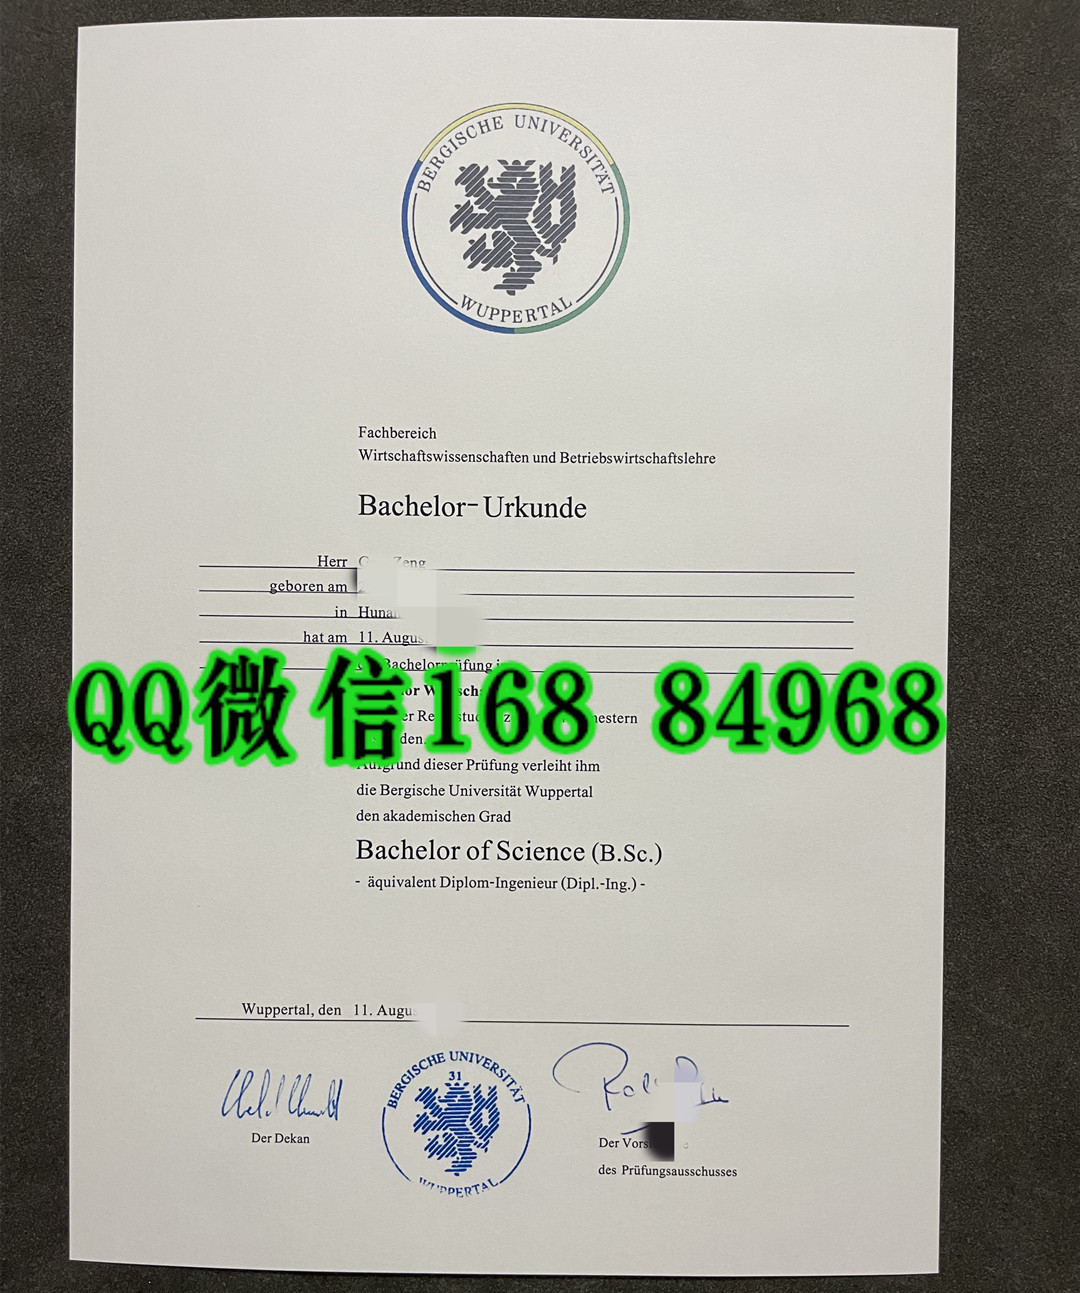 BERGISCHE UNIVERSITÄT
WUPPERTAL
Fachbereich
Wirtschaftswissenschaften und Betriebswirtschaftslehre
Bachelor-Urkunde
Herr Zeng
geboren am
in
hat am 11.
QQ微信168 84968
Aufgrund dieser Prüfung verleiht ihm
die Bergische Universität Wuppertal
den akademischen Grad
Bachelor of Science (B.Sc.)
- äquivalent Diplom-Ingenieur (Dipl.-Ing.) -
Wuppertal, den 11.
BERGISCHE UNIVERSITÄT
31
WUPPERTAL
Der Dekan
Der
des Prüfungsausschusses